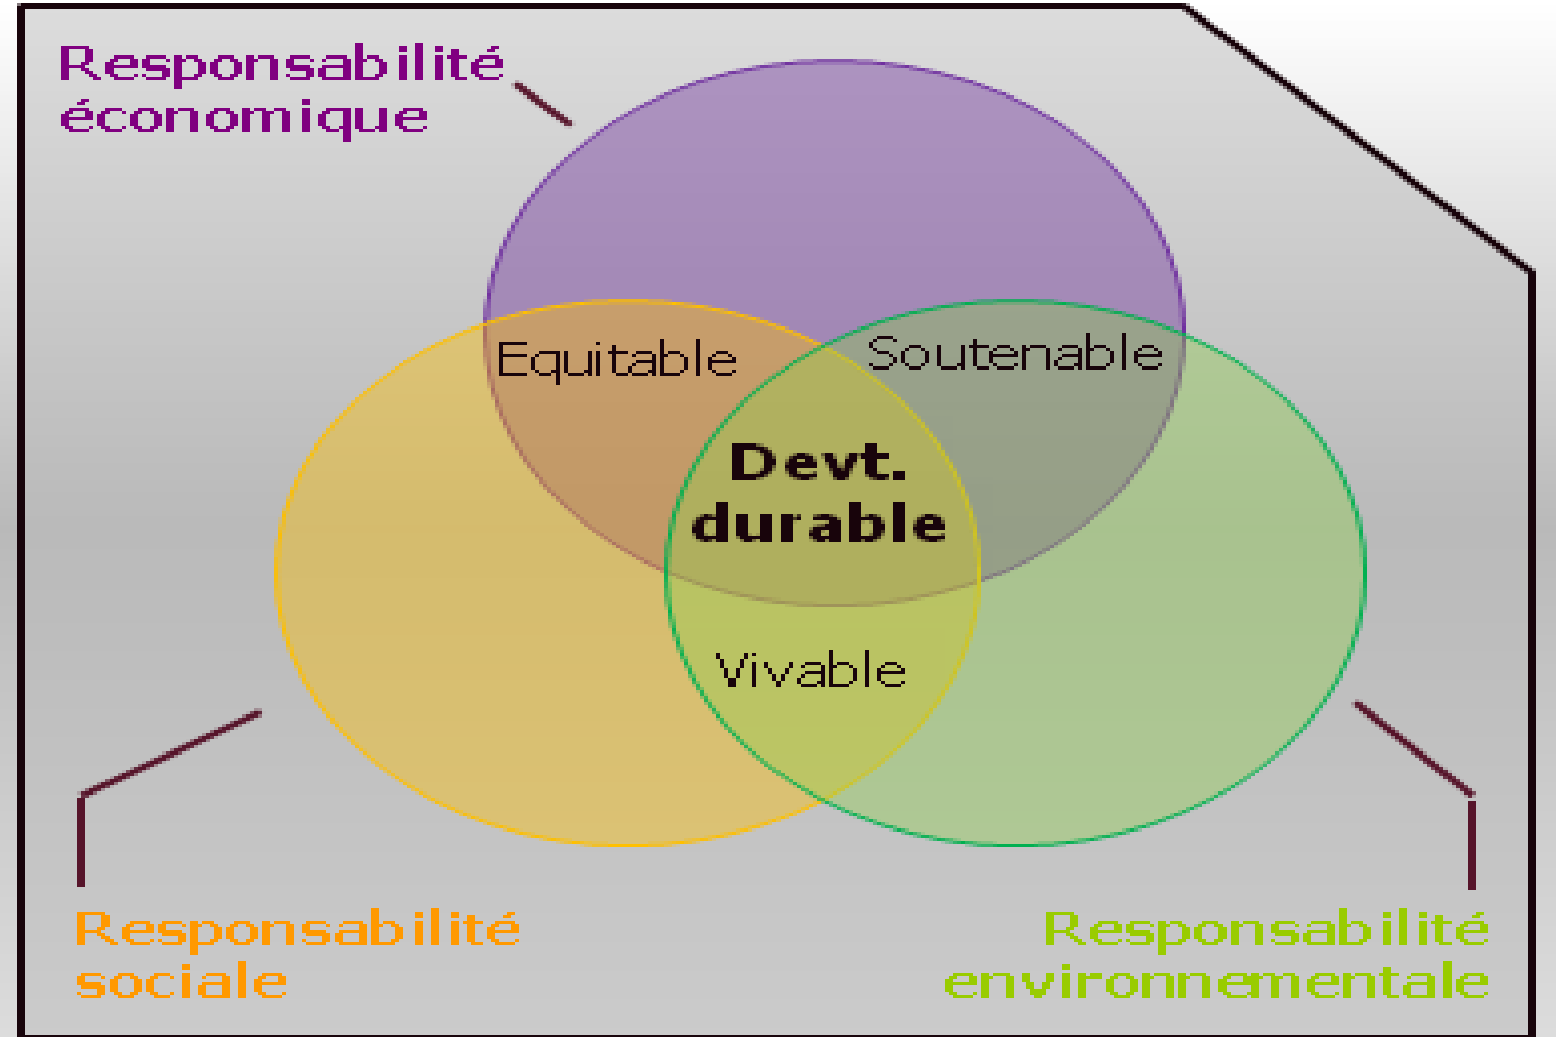 Responsabilité
économique
Equitable
Soutenable
Devt.
durable
Vivable
Responsabilité
sociale
Responsabilité
environnementale